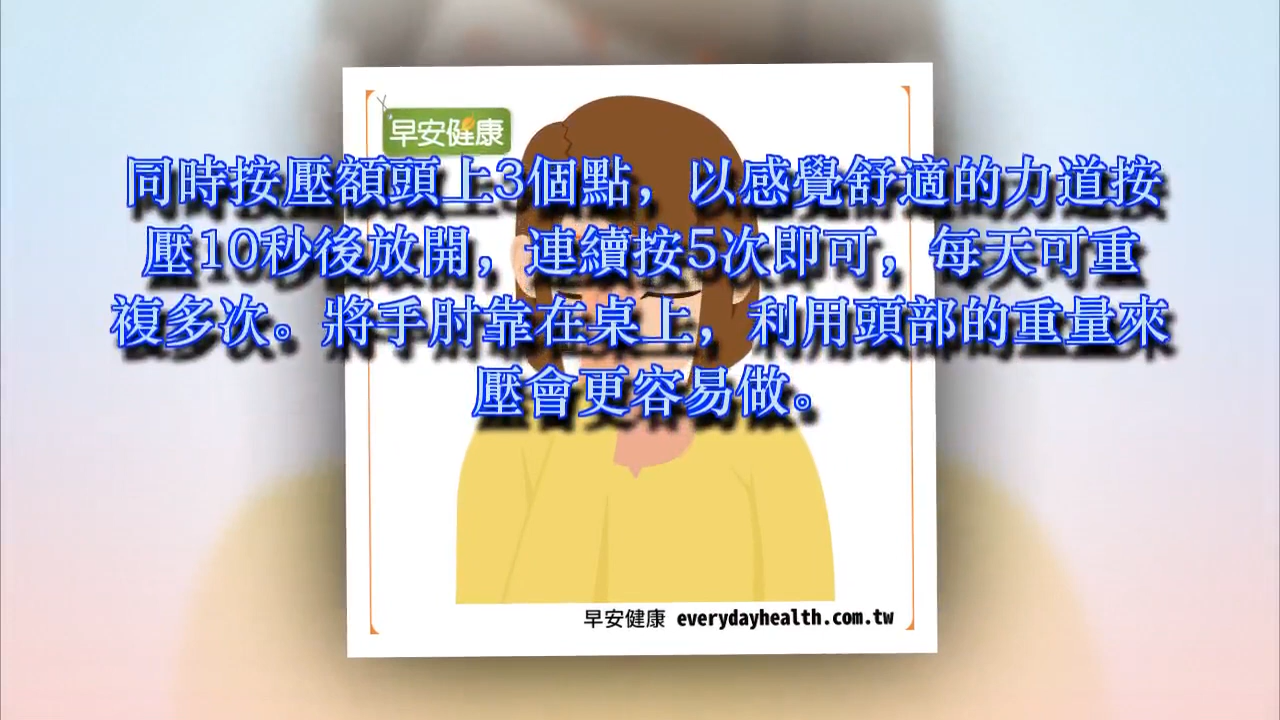 早安健康
同時按壓額頭上3個點，以感覺舒適的力道按
壓10秒後放開，連續按5次即可，每天可重
複多次。將手肘靠在桌上，利用頭部的重量來
壓會更容易做。
早安健康 everydayhealth.com.tw